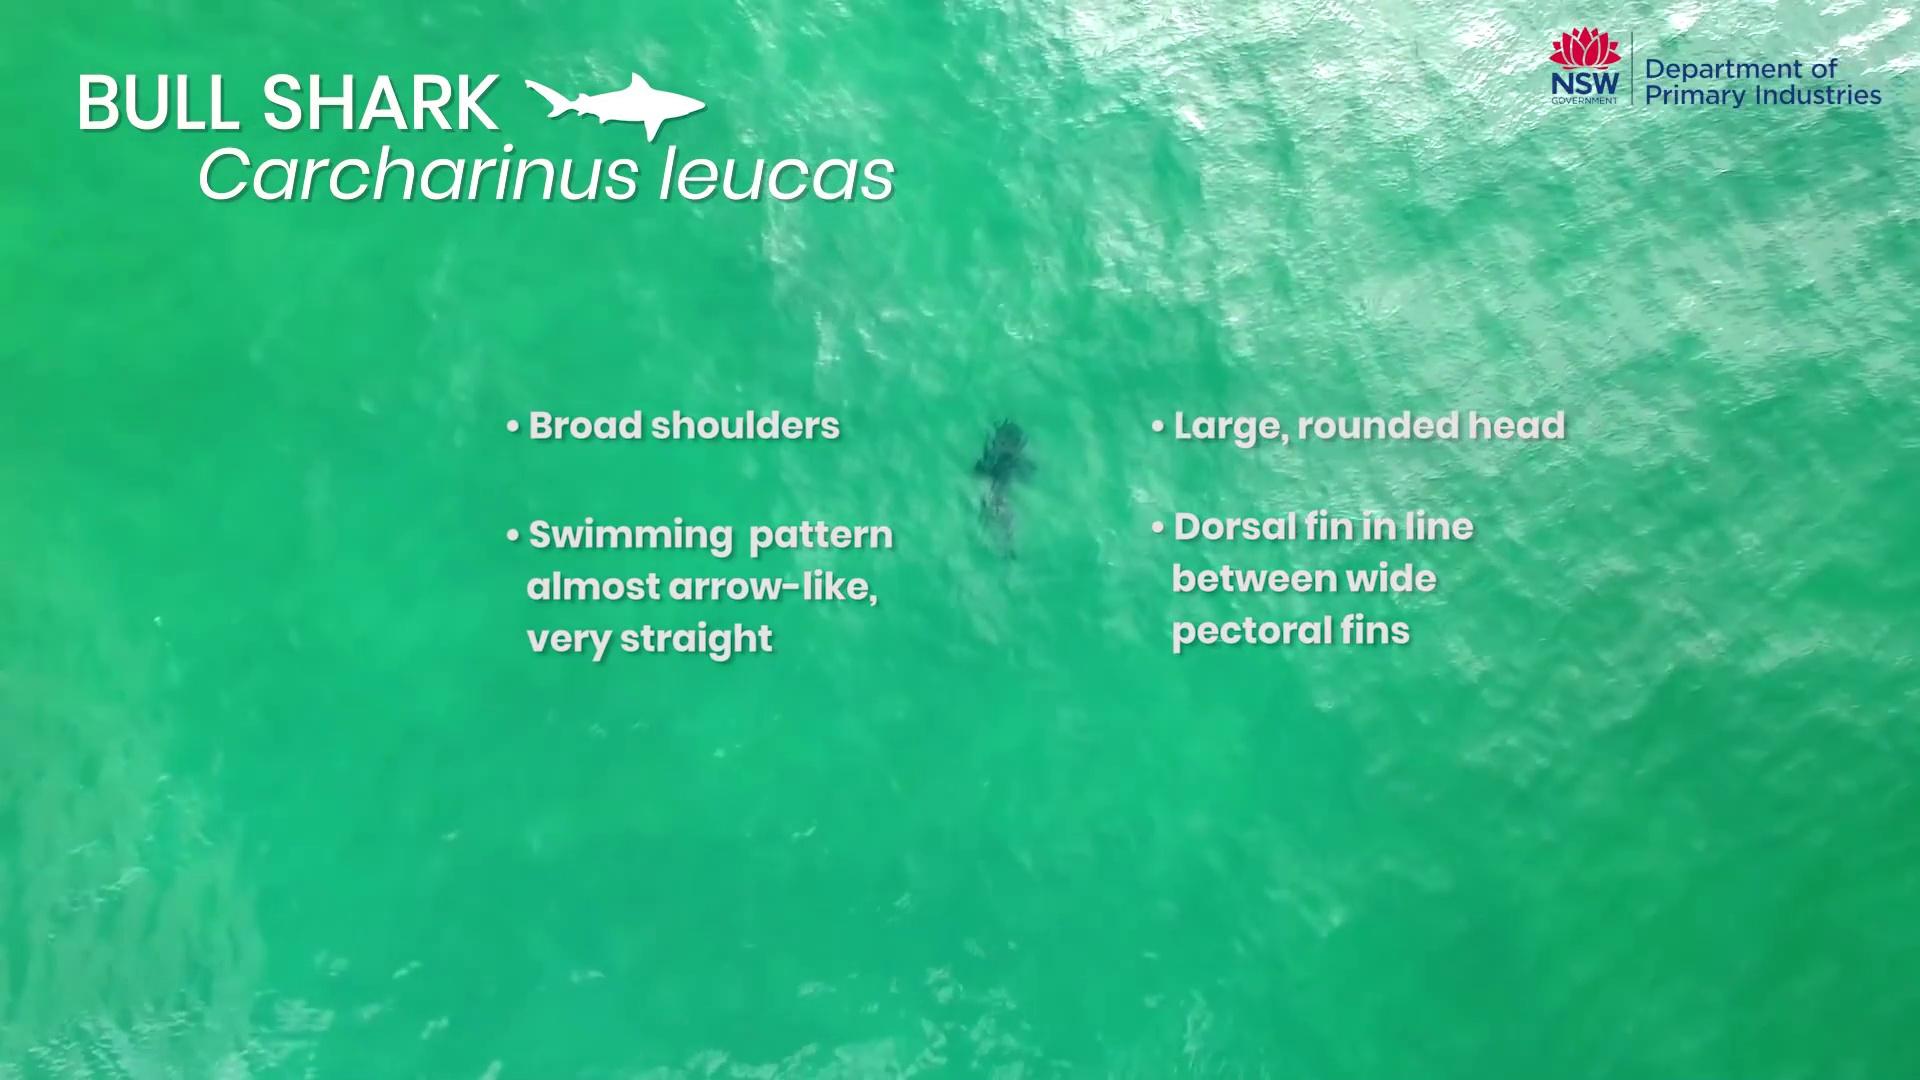 BULL SHARK
Carcharinus leucas
NSW
GOVERNMENT
Department of
Primary Industries
• Broad shoulders
• Swimming pattern
almost arrow-like,
very straight
• Large, rounded head
• Dorsal fin in line
between wide
pectoral fins